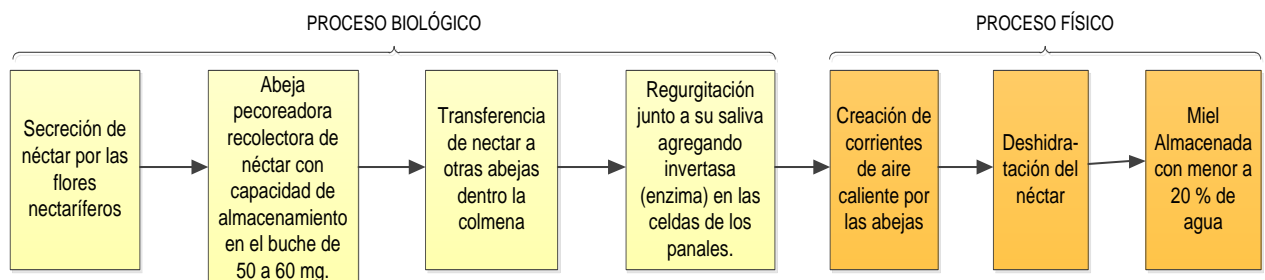 PROCESO BIOLÓGICO
PROCESO FÍSICO
Secreción de
néctar por las
flores
nectaríferos
Abeja
pecoreadora
recolectora de
néctar con
capacidad de
almacenamiento
en el buche de
50 a 60 mg.
Transferencia
de nectar a
otras abejas
dentro la
colmena
Regurgitación
junto a su saliva
agregando
invertasa
(enzima) en las
celdas de los
panales.
Creación de
corrientes
de aire
caliente por
las abejas
Deshidra-
tación del
néctar
Miel
Almacenada
con menor a
20 % de
agua